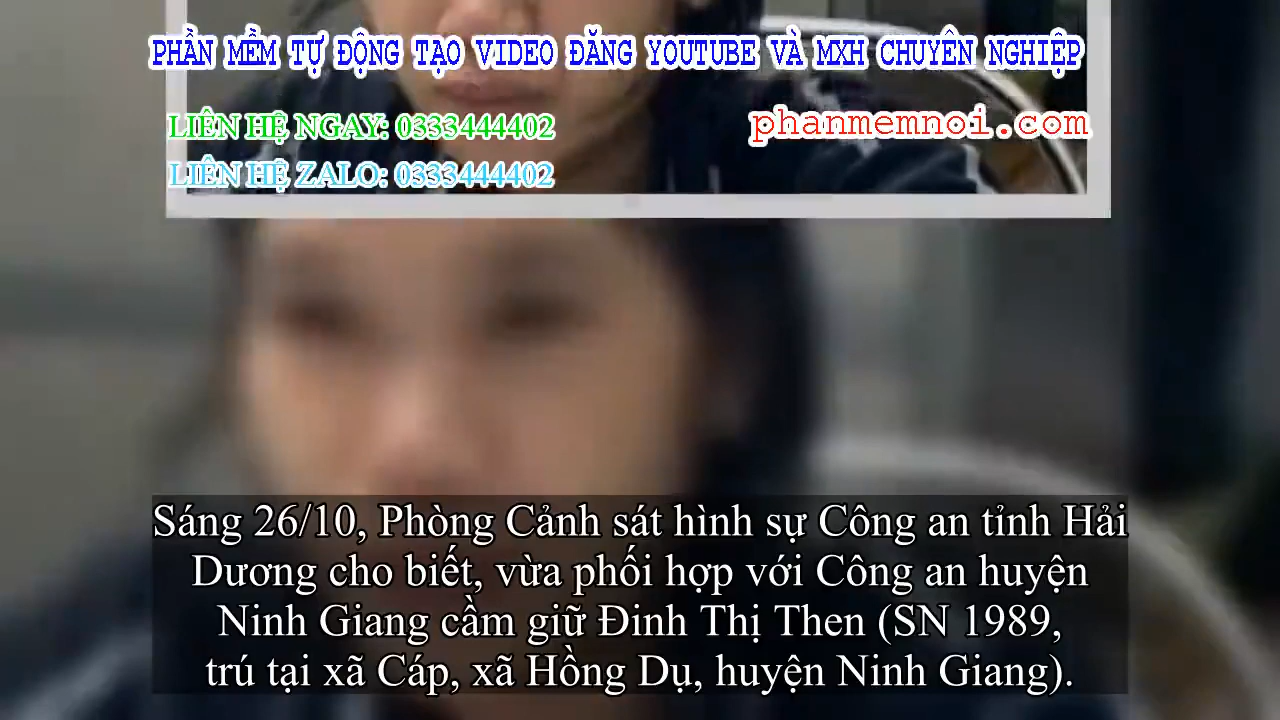 PHẦN MỀM TỰ ĐỘNG TẠO VIDEO ĐĂNG YOUTUBE VÀ MXH CHUYÊN NGHIỆP
LIÊN HỆ NGAY: 0333444402
phanmemnoi.com
LIÊN HỆ ZALO: 0333444402
Sáng 26/10, Phòng Cảnh sát hình sự Công an tỉnh Hải
Dương cho biết, vừa phối hợp với Công an huyện
Ninh Giang cầm giữ Đinh Thị Then (SN 1989,
trú tại xã Cáp, xã Hồng Dụ, huyện Ninh Giang).